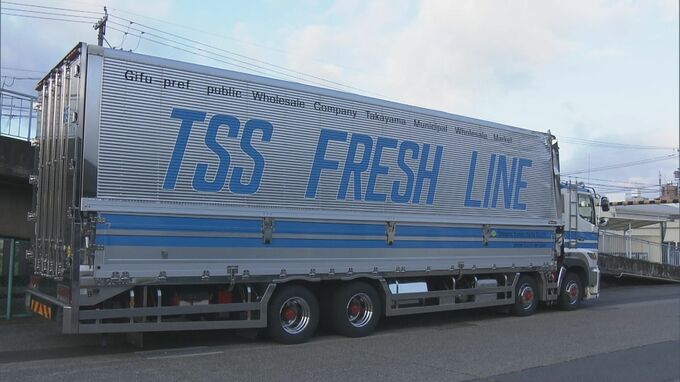 Gifu pref public Wholesale Company Takayama Municipal Wholesale Market
TSS FRESH LINE